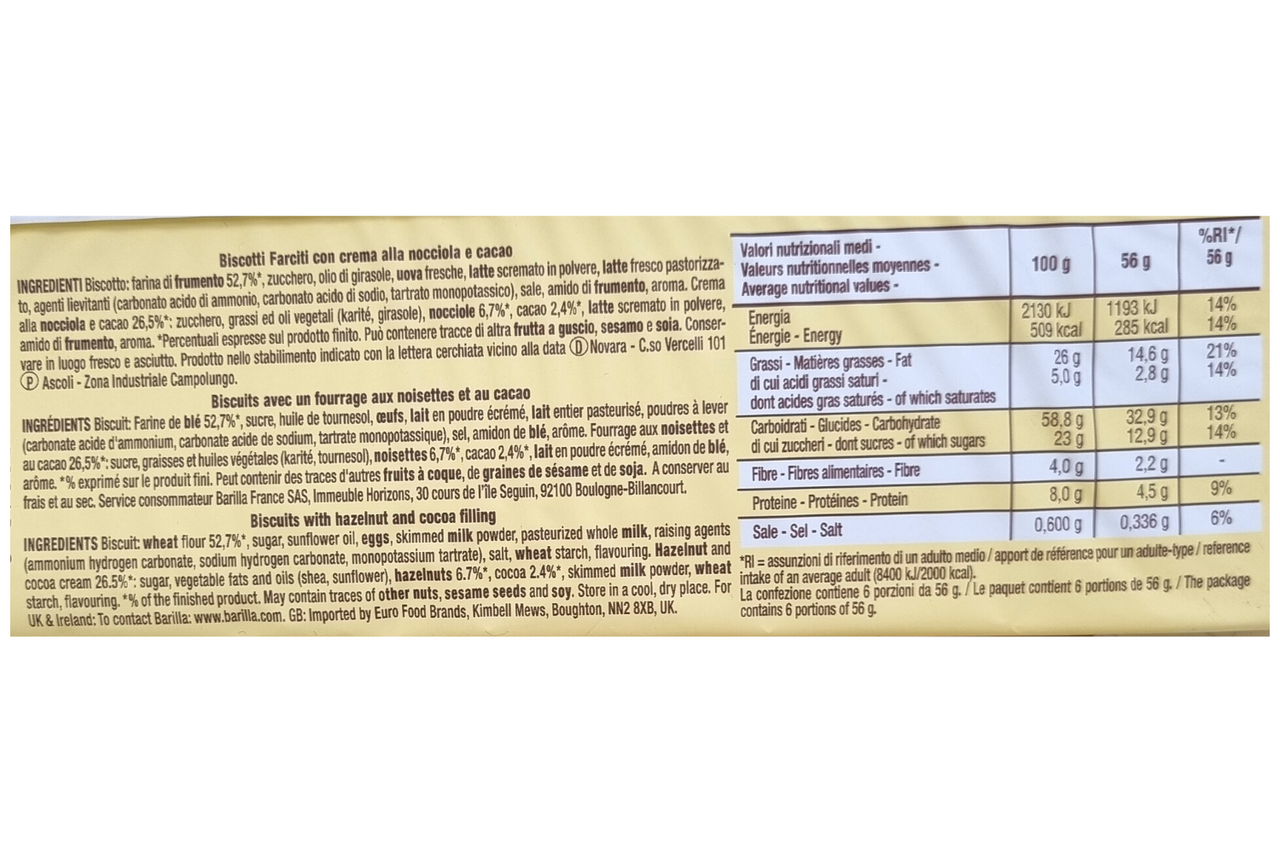 Biscotti Farciti con crema alla nocciola e cacao
INGREDIENTI Biscotto: farina di frumento 52,7%*, zucchero, olio di girasole, uova fresche, latte scremato in polvere, latte fresco pastorizza-
to, agenti lievitanti (carbonato acido di ammonio, carbonato acido di sodio, tartrato monopotassico), sale, amido di frumento, aroma. Crema
alla nocciola e cacao 26,5%*: zucchero, grassi ed oli vegetali (karité, girasole), nocciole 6,7%*, cacao 2,4%*, latte scremato in polvere,
amido di frumento, aroma. *Percentuali espresse sul prodotto finito. Può contenere tracce di altra frutta a guscio, sesamo e soia. Conser-
vare in luogo fresco e asciutto. Prodotto nello stabilimento indicato con la lettera cerchiata vicino alla data Ⓓ Novara - C.so Vercelli 101
Ⓟ Ascoli - Zona Industriale Campolungo.
Biscuits avec un fourrage aux noisettes et au cacao
INGRÉDIENTS Biscuit: Farine de blé 52,7%*, sucre, huile de tournesol, œufs, lait en poudre écrémé, lait entier pasteurisé, poudres à lever
(carbonate acide d'ammonium, carbonate acide de sodium, tartrate monopotassique), sel, amidon de blé, arôme. Fourrage aux noisettes et
au cacao 26,5%*: sucre, graisses et huiles végétales (karité, tournesol), noisettes 6,7%*, cacao 2,4%*, lait en poudre écrémé, amidon de blé,
arôme. *% exprimé sur le produit fini. Peut contenir des traces d'autres fruits à coque, de graines de sésame et de soja. A conserver au
frais et au sec. Service consommateur Barilla France SAS, Immeuble Horizons, 30 cours de l'île Seguin, 92100 Boulogne-Billancourt.
Biscuits with hazelnut and cocoa filling
INGREDIENTS Biscuit: wheat flour 52,7%*, sugar, sunflower oil, eggs, skimmed milk powder, pasteurized whole milk, raising agents
(ammonium hydrogen carbonate, sodium hydrogen carbonate, monopotassium tartrate), salt, wheat starch, flavouring. Hazelnut and
cocoa cream 26.5%*: sugar, vegetable fats and oils (shea, sunflower), hazelnuts 6.7%*, cocoa 2.4%*, skimmed milk powder, wheat
starch, flavouring. *% of the finished product. May contain traces of other nuts, sesame seeds and soy. Store in a cool, dry place. For
UK & Ireland: To contact Barilla: www.barilla.com. GB: Imported by Euro Food Brands, Kimbell Mews, Boughton, NN2 8XB, UK.
Valori nutrizionali medi -
Valeurs nutritionnelles moyennes -
Average nutritional values -
100 g
56 g
%RI*/
56 g
Energia 2130 kJ 1193 kJ 14%
Énergie - Energy 509 kcal 285 kcal 14%
Grassi - Matières grasses - Fat 26 g 14,6 g 21%
di cui acidi grassi saturi - 5,0 g 2,8 g 14%
dont acides gras saturés - of which saturates
Carboidrati - Glucides - Carbohydrate 58,8 g 32,9 g 13%
di cui zuccheri - dont sucres - of which sugars 23 g 12,9 g 14%
Fibre - Fibres alimentaires - Fibre 4,0 g 2,2 g -
Proteine - Protéines - Protein 8,0 g 4,5 g 9%
Sale - Sel - Salt 0,600 g 0,336 g 6%
*RI = assunzioni di riferimento di un adulto medio / apport de référence pour un adulte-type / reference
intake of an average adult (8400 kJ/2000 kcal).
La confezione contiene 6 porzioni da 56 g. / Le paquet contient 6 portions de 56 g. / The package
contains 6 portions of 56 g.